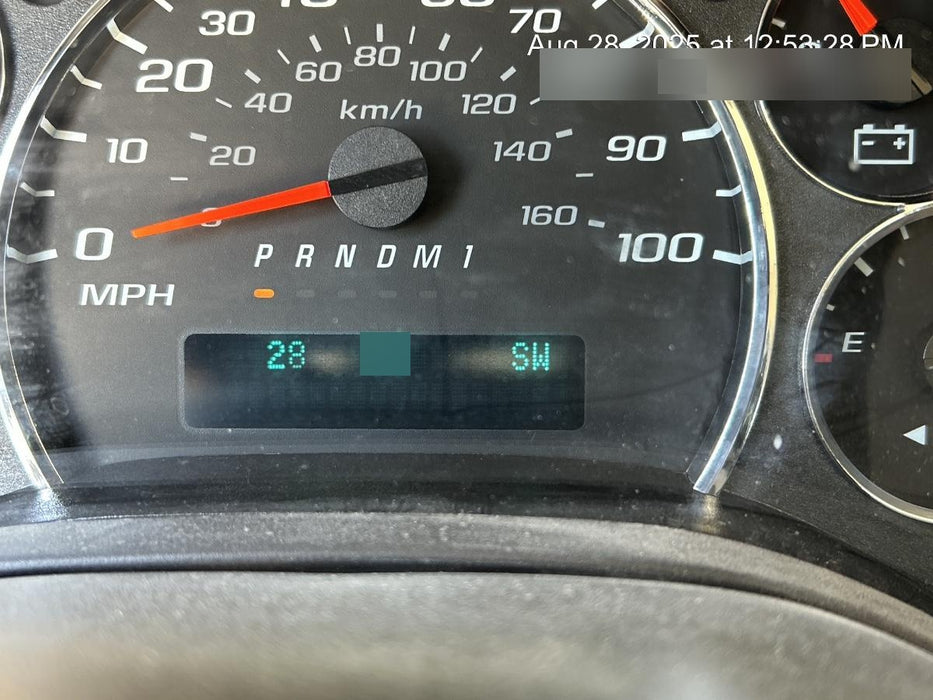 Aug 28, 2025 at 12:53:28 PM
10 20 30 70 90 100
0
MPH
20 40 60 80 100 120 140 160
km/h
P R N D M 1
28 SW
E